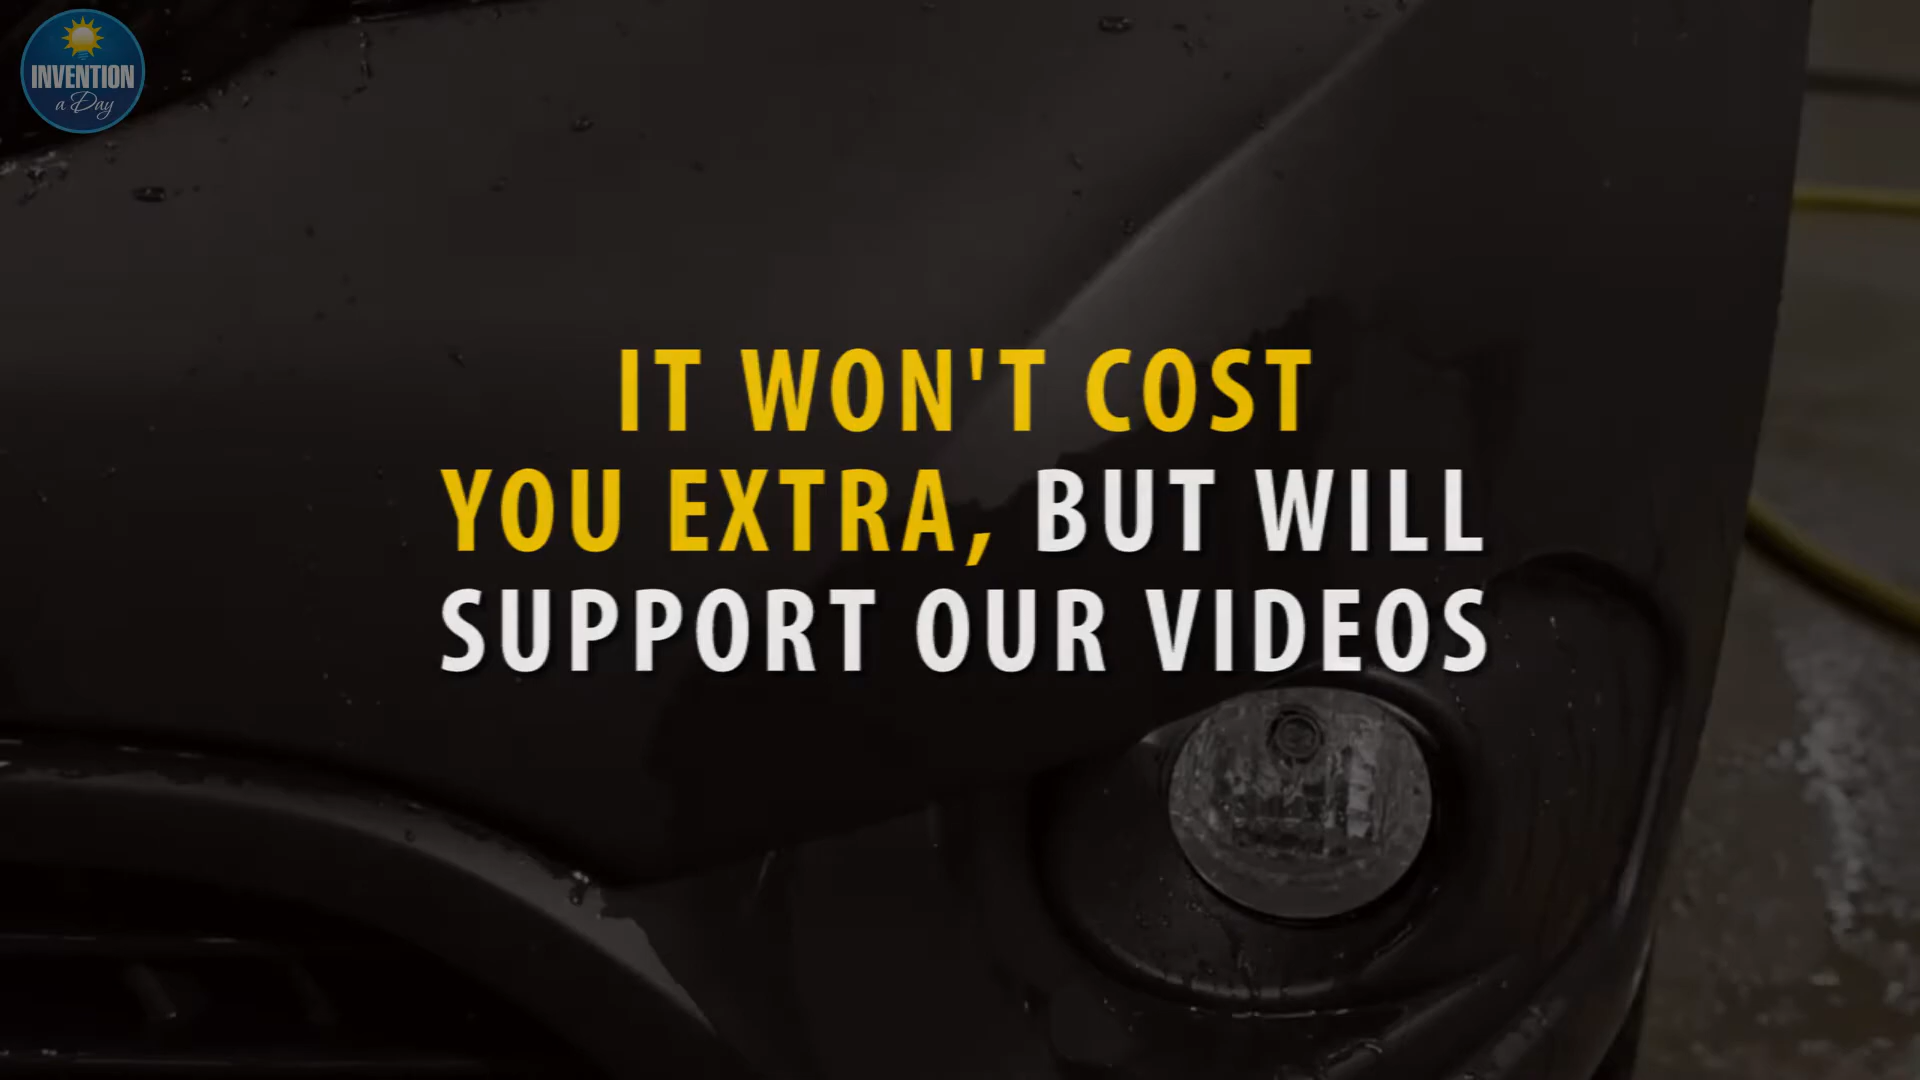 INVENTION
a Day
IT WON'T COST
YOU EXTRA, BUT WILL
SUPPORT OUR VIDEOS